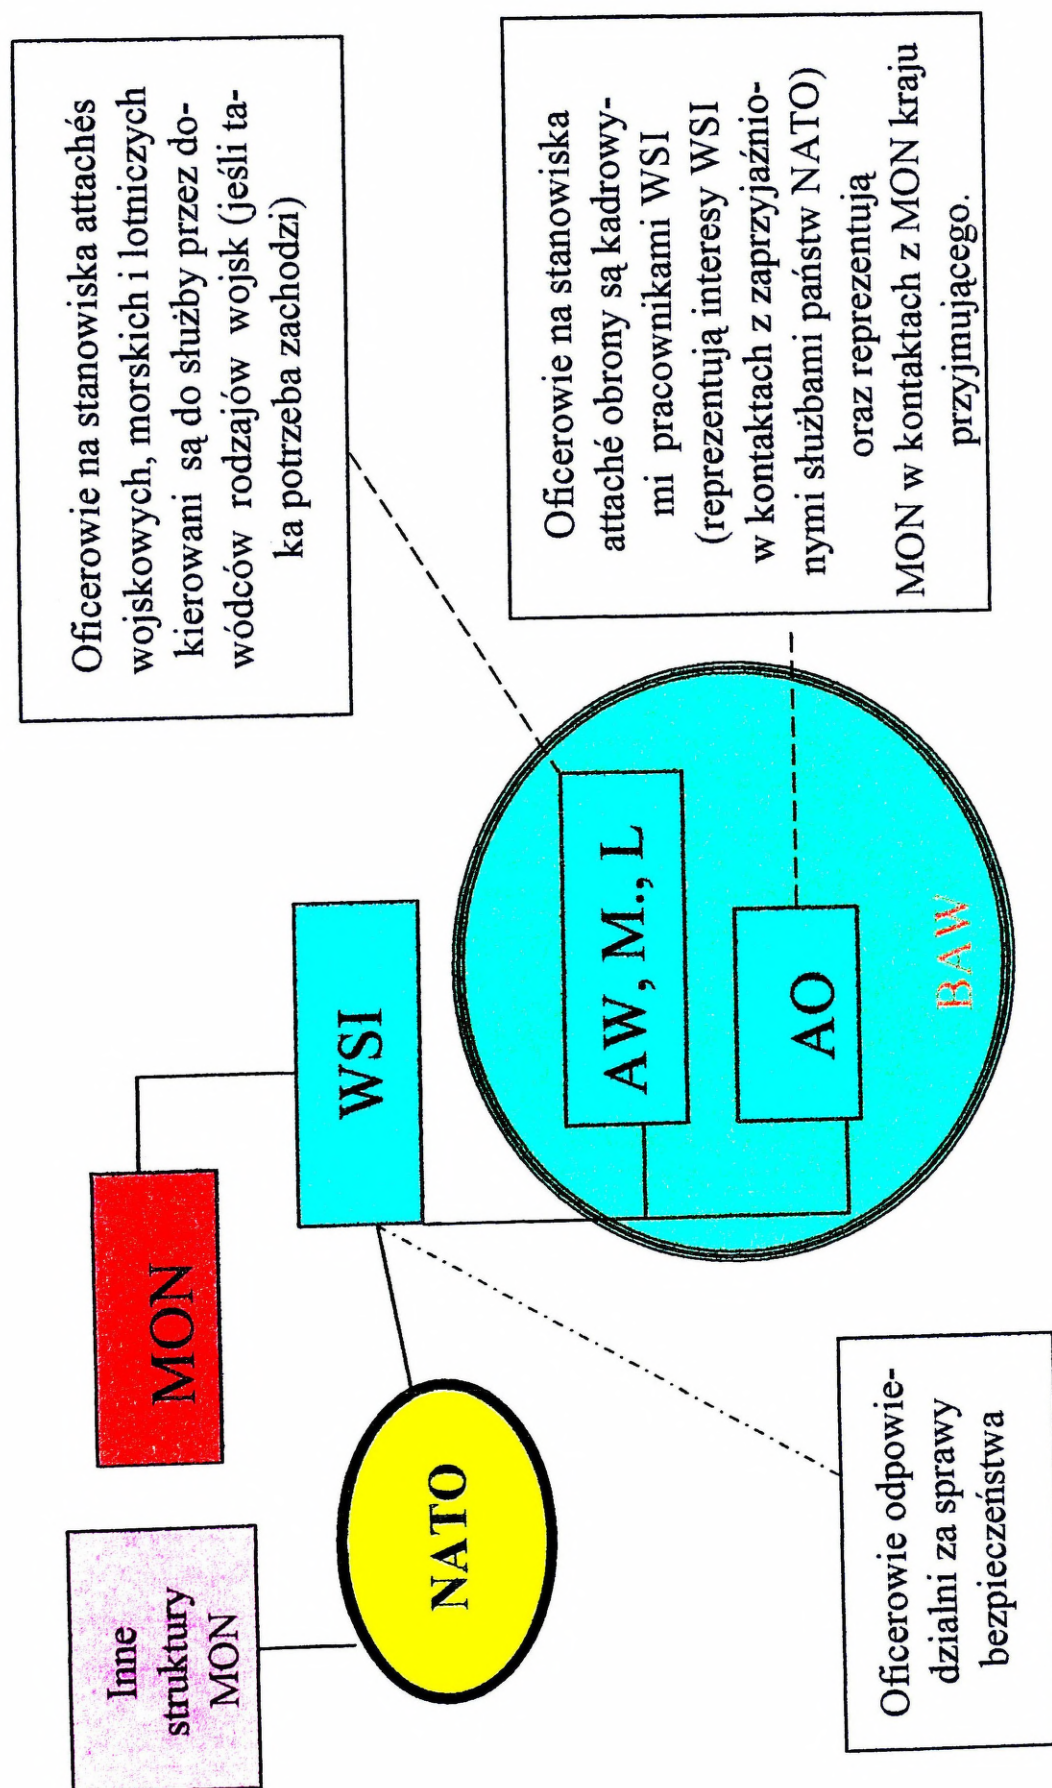 Inne
struktury
MON
MON
NATO
WSI
AW, M., L
AO
BAW
Oficerowie na stanowiska attachés
wojskowych, morskich i lotniczych
kierowani są do służby przez do-
wódców rodzajów wojsk (jeśli ta-
ka potrzeba zachodzi)
Oficerowie na stanowiska
attaché obrony są kadrowy-
mi pracownikami WSI
(reprezentują interesy WSI
w kontaktach z zaprzyjaźnio-
nymi służbami państw NATO)
oraz reprezentują
MON w kontaktach z MON kraju
przyjmującego.
Oficerowie odpowie-
dzialni za sprawy
bezpieczeństwa